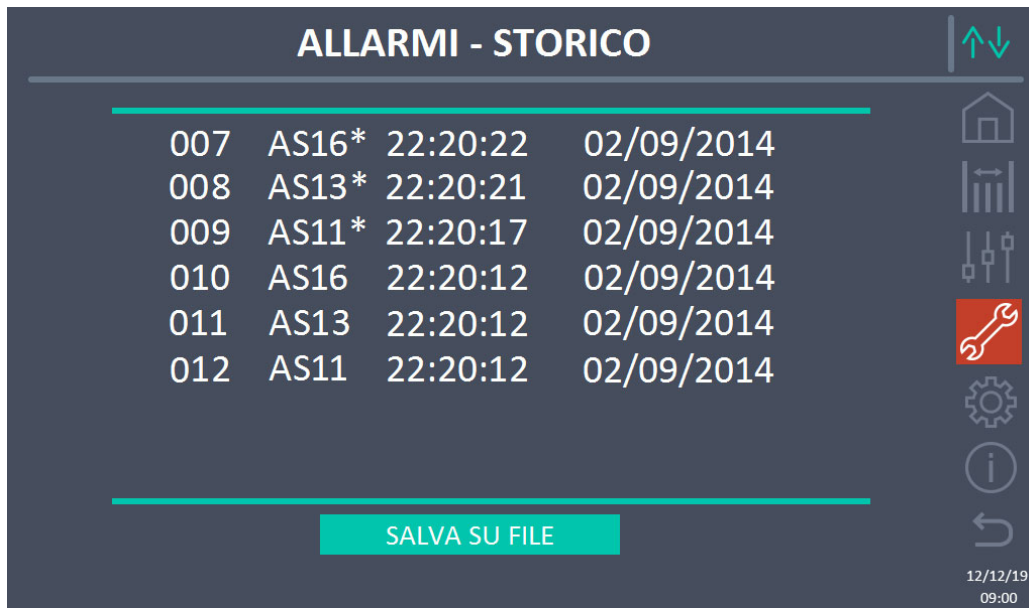 ALLARMI - STORICO
007 AS16* 22:20:22 02/09/2014
008 AS13* 22:20:21 02/09/2014
009 AS11* 22:20:17 02/09/2014
010 AS16 22:20:12 02/09/2014
011 AS13 22:20:12 02/09/2014
012 AS11 22:20:12 02/09/2014
SALVA SU FILE
12/12/19
09:00